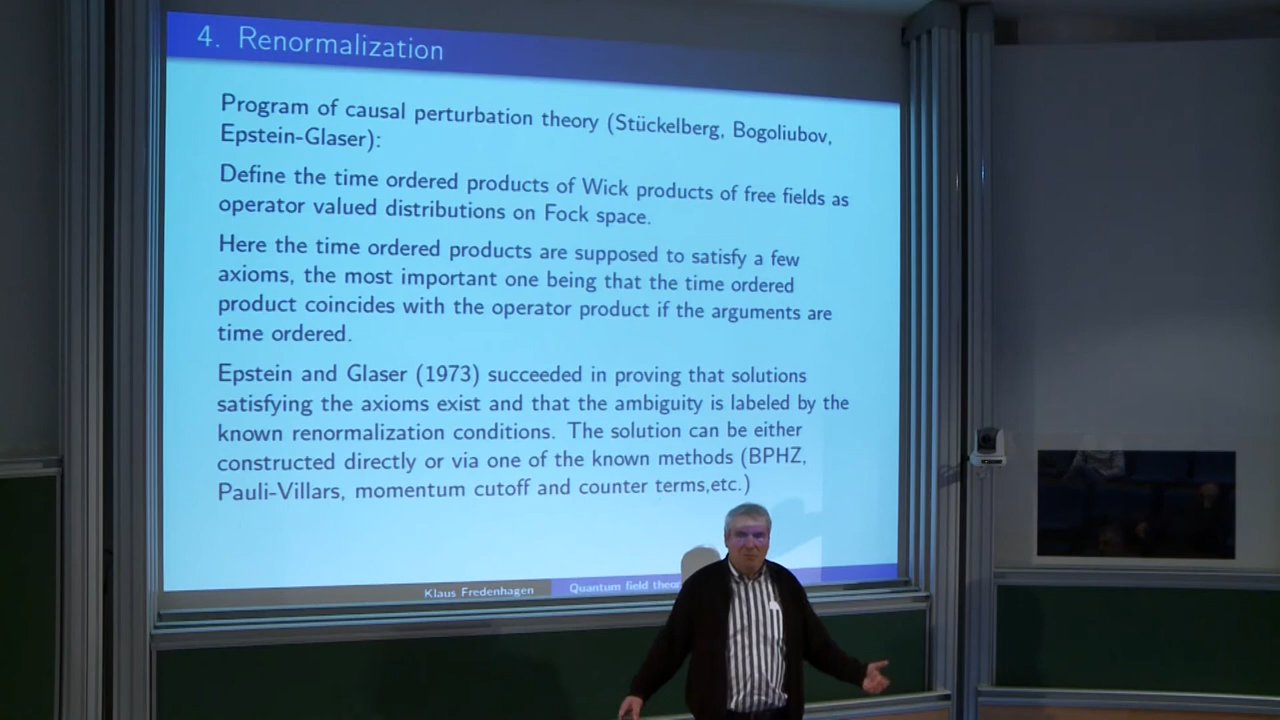 4. Renormalization
Program of causal perturbation theory (Stückelberg, Bogoliubov,
Epstein-Glaser):
Define the time ordered products of Wick products of free fields as
operator valued distributions on Fock space.
Here the time ordered products are supposed to satisfy a few
axioms, the most important one being that the time ordered
product coincides with the operator product if the arguments are
time ordered.
Epstein and Glaser (1973) succeeded in proving that solutions
satisfying the axioms exist and that the ambiguity is labeled by the
known renormalization conditions. The solution can be either
constructed directly or via one of the known methods (BPHZ,
Pauli-Villars, momentum cutoff and counter terms,etc.)
Klaus Fredenhagen
Quantum field